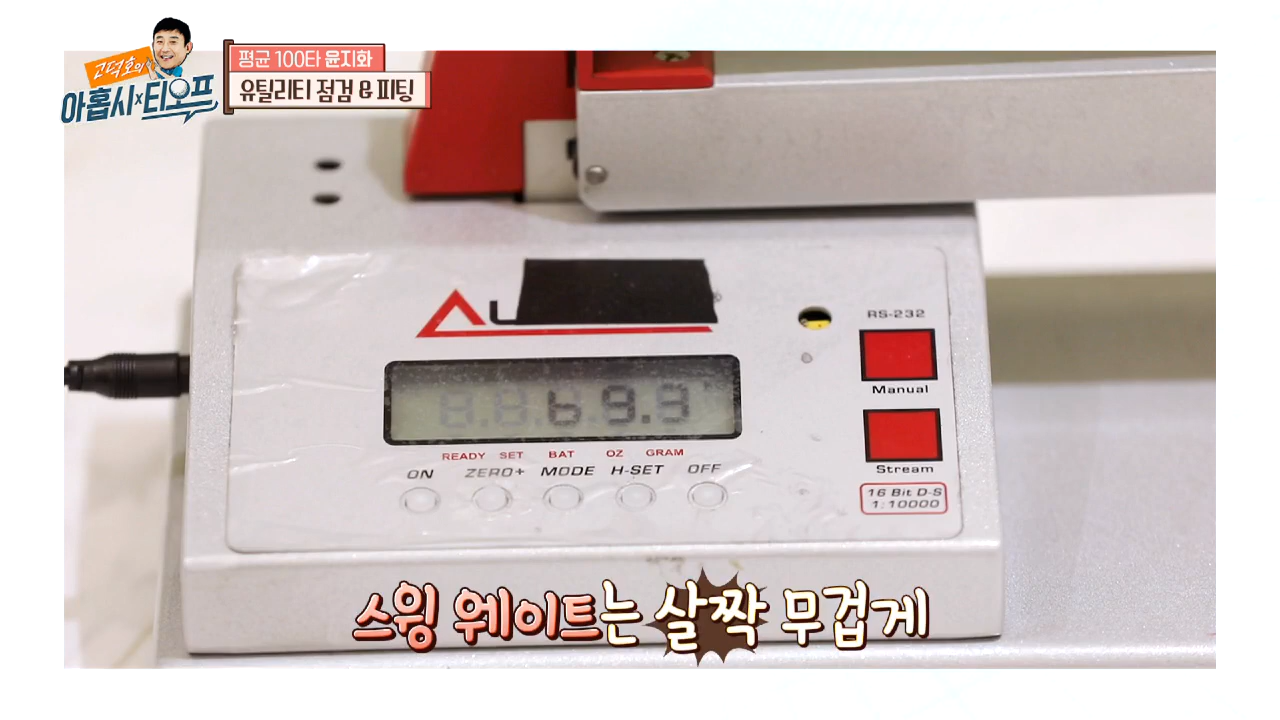 고덕호의
아홉시x티오프
평균 100타 윤지화
유틸리티 점검 & 피팅
RS-232
Manual
b9.9
READY SET BAT OZ GRAM
ON ZERO+ MODE H-SET OFF
Stream
16 Bit D-S
1:10000
스윙 웨이트는 살짝 무겁게